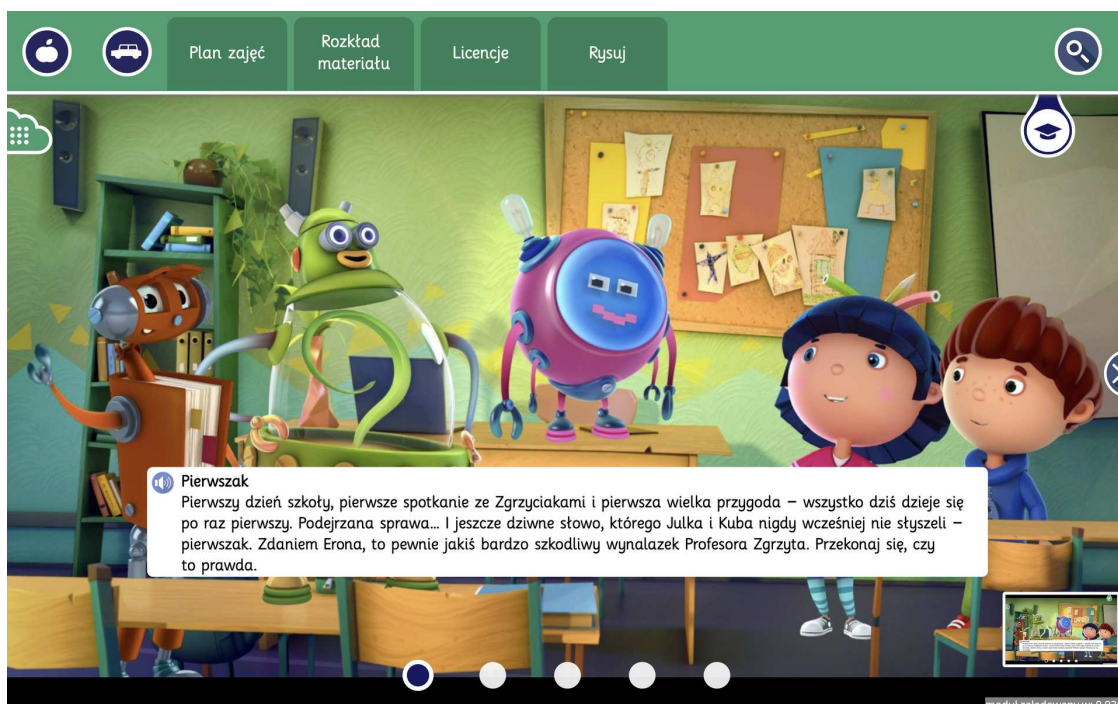 Plan zajęć
Rozkład
materiału
Licencje
Rysuj
Pierwszak
Pierwszy dzień szkoły, pierwsze spotkanie ze Zgrzyciakami i pierwsza wielka przygoda – wszystko dziś dzieje się
po raz pierwszy. Podejrzana sprawa... I jeszcze dziwne słowo, którego Julka i Kuba nigdy wcześniej nie słyszeli –
pierwszak. Zdaniem Erona, to pewnie jakiś bardzo szkodliwy wynalazek Profesora Zgrzyta. Przekonaj się, czy
to prawda.